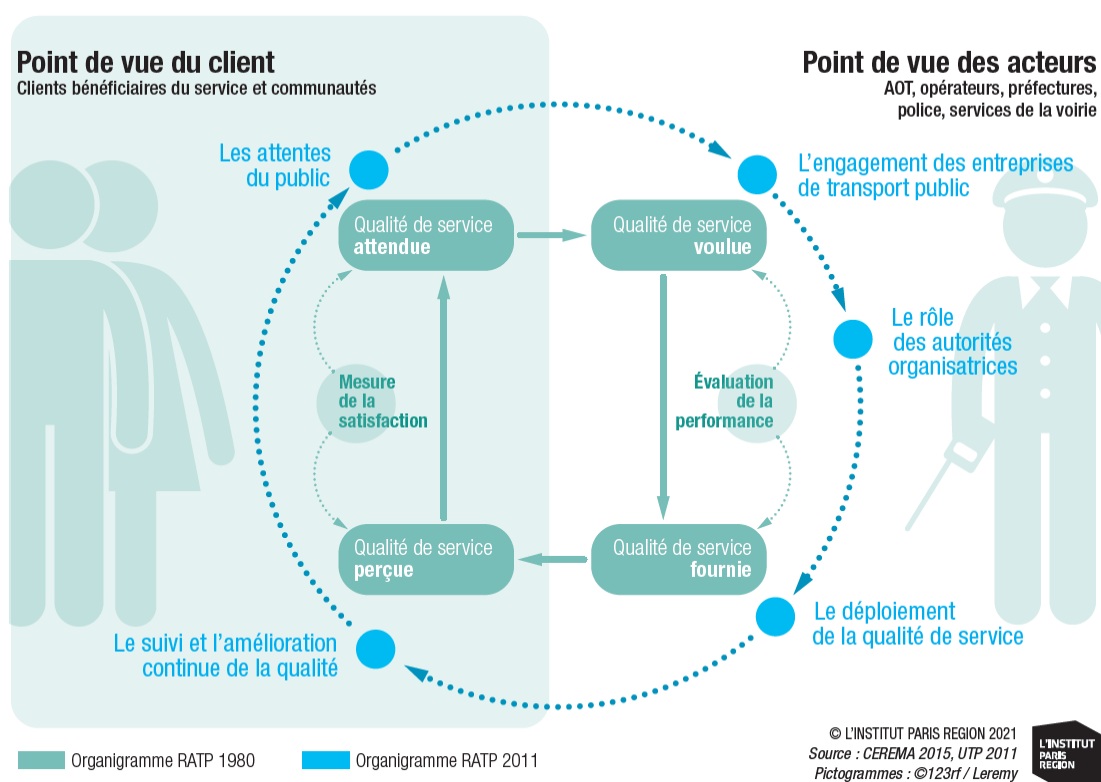 Point de vue du client
Clients bénéficiaires du service et communautés
Point de vue des acteurs
AOT, opérateurs, préfectures,
police, services de la voirie
Les attentes
du public
L'engagement des entreprises
de transport public
Qualité de service
attendue
Qualité de service
voulue
Le rôle
des autorités
organisatrices
Mesure
de la
satisfaction
Évaluation
de la
performance
Qualité de service
perçue
Qualité de service
fournie
Le déploiement
de la qualité de service
Le suivi et l'amélioration
continue de la qualité
Organigramme RATP 1980
Organigramme RATP 2011
© L'INSTITUT PARIS REGION 2021
Source : CEREMA 2015, UTP 2011
Pictogrammes : ©123rf / Leremy
L'INSTITUT
PARIS
REGION